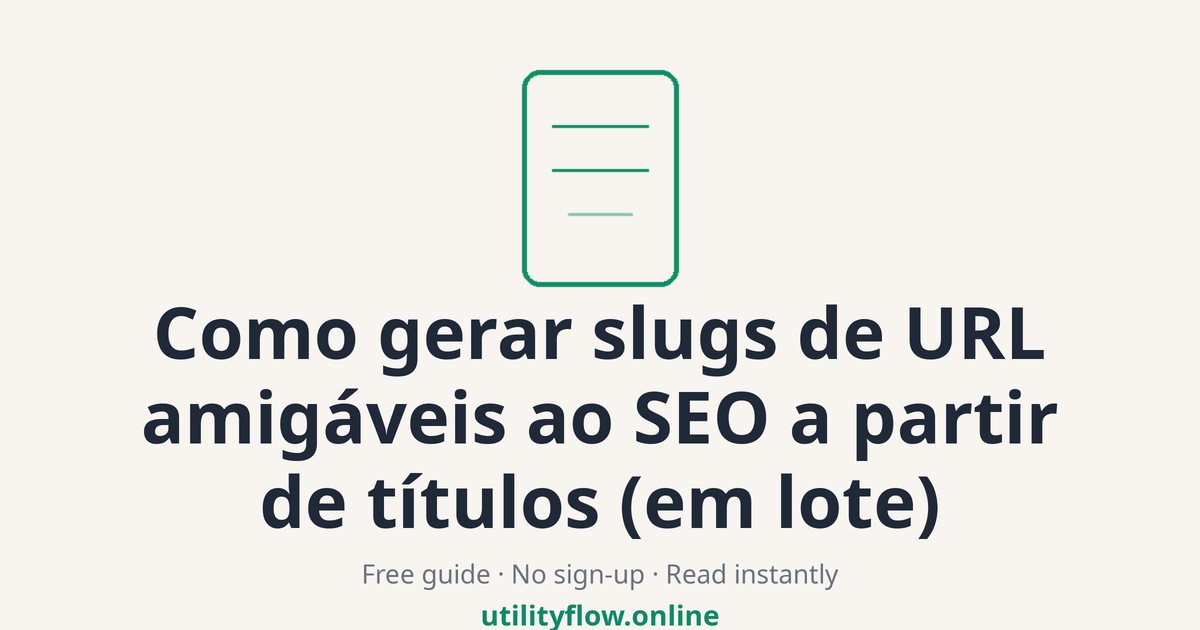 Como gerar slugs de URL
amigáveis ao SEO a partir
de títulos (em lote)
Free guide · No sign-up · Read instantly
utilityflow.online